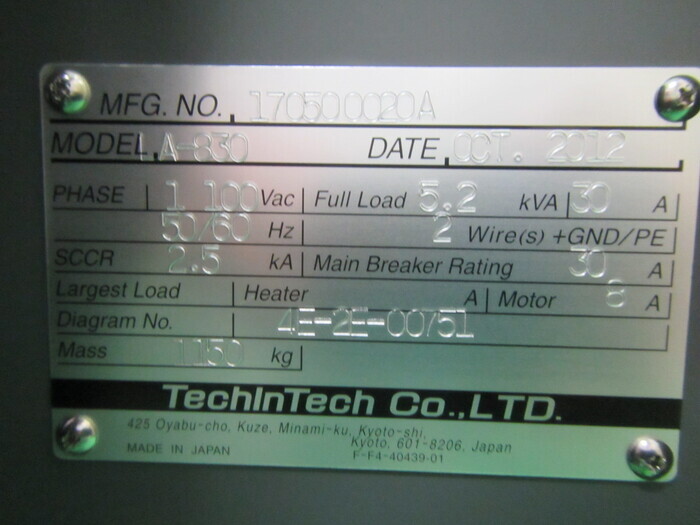 MFG. NO. 170500020A
MODEL LA-830 DATE OCT. 2012
PHASE 1 100 Vac Full Load 5.2 kVA 30 A
50/60 Hz 2 Wire(s) +GND/PE
SCCR 2.5 kA Main Breaker Rating 30 A
Largest Load Heater A Motor 8 A
Diagram No. 4E-2E-00751
Mass 1150 kg
TechInTech Co.,LTD.
425 Oyabu-cho, Kuze, Minami-ku, Kyoto-shi,
Kyoto, 601-8206, Japan
MADE IN JAPAN F-F4-40439-01